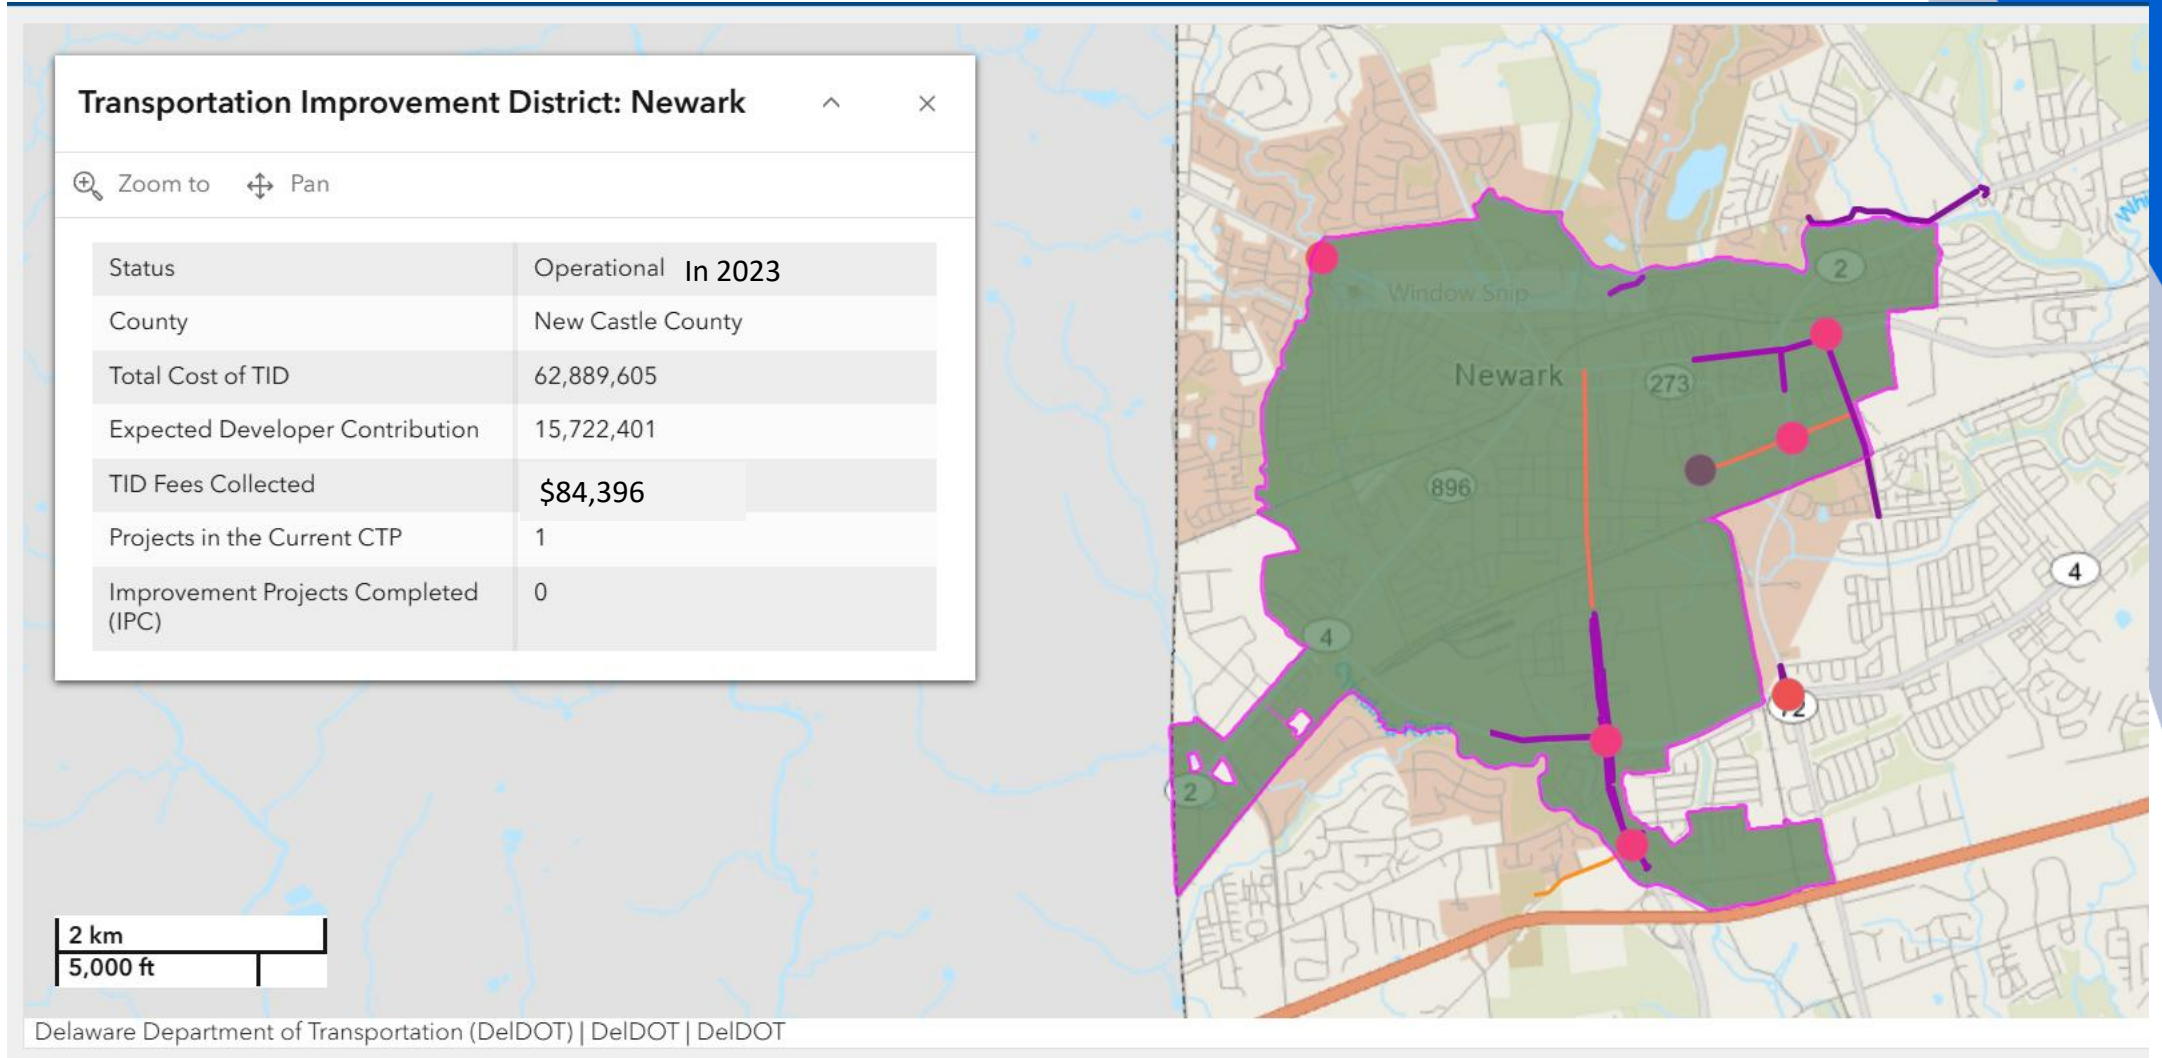 Transportation Improvement District: Newark
Zoom to
Pan
Status Operational In 2023
County New Castle County
Total Cost of TID 62,889,605
Expected Developer Contribution 15,722,401
TID Fees Collected $84,396
Projects in the Current CTP 1
Improvement Projects Completed 0
(IPC)
2
Window Snip
Newark
273
896
4
4
72
2
2 km
5,000 ft
Delaware Department of Transportation (DelDOT) | DelDOT | DelDOT